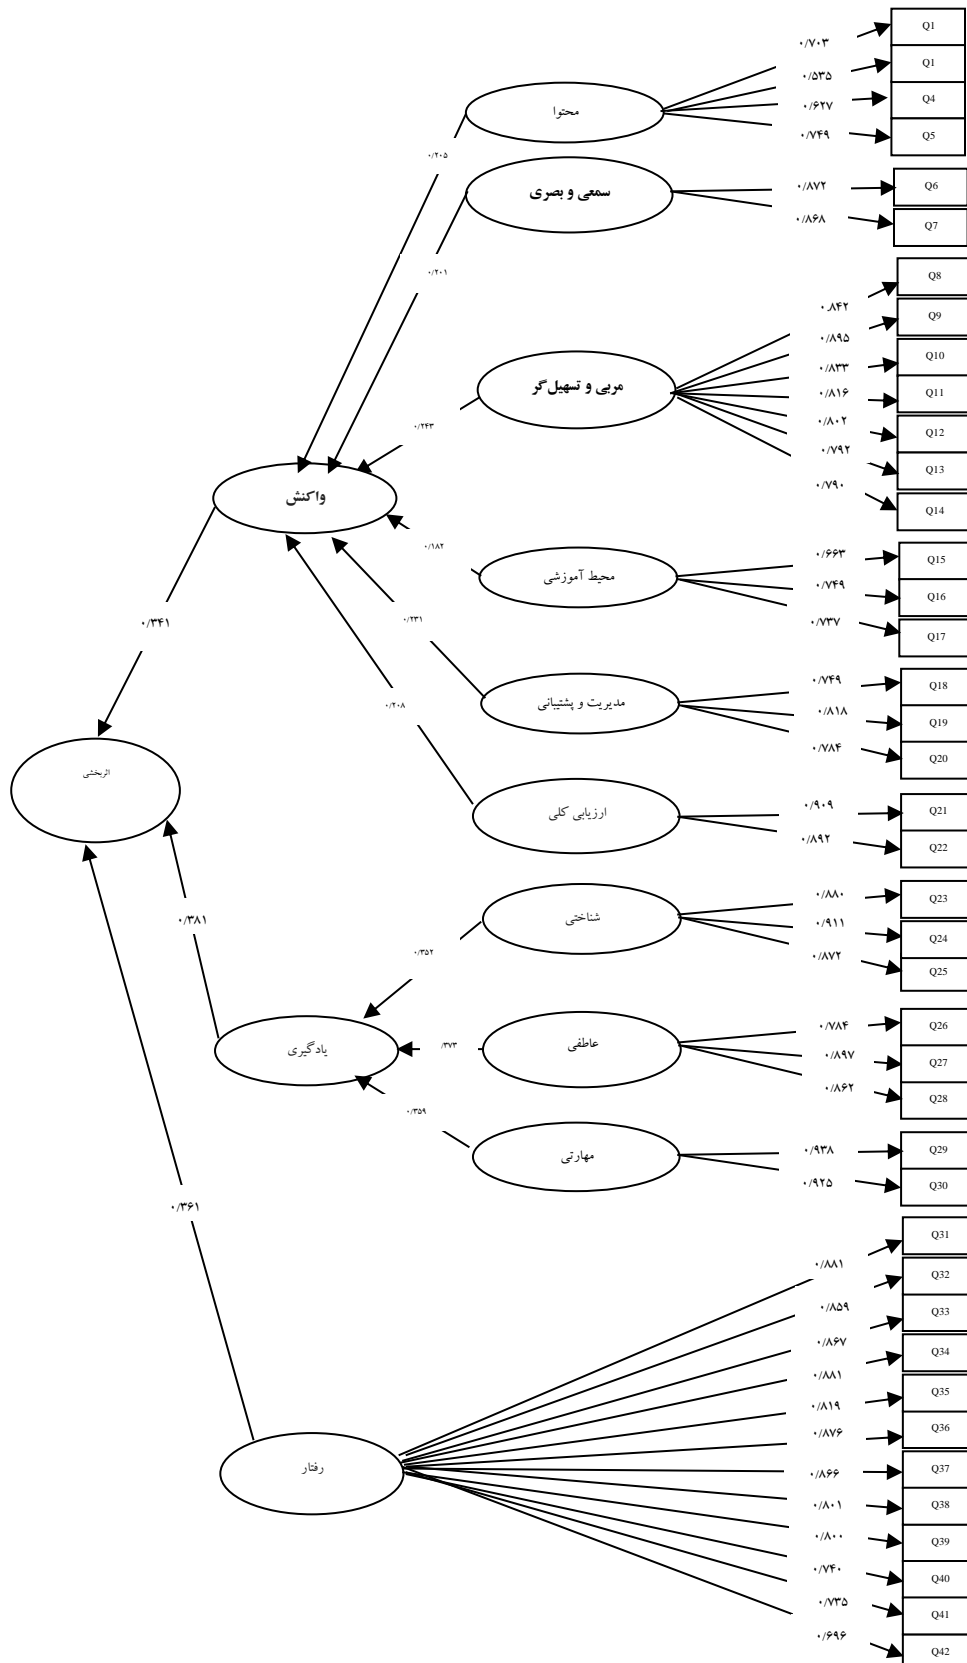 Q1
۰/۷۰۳
Q1
۰/۵۳۵
Q4
۰/۶۲۷
محتوا
Q5
۰/۷۴۹
۰/۲۰۵
Q6
۰/۸۷۲
سمعی و بصری
Q7
۰/۸۶۸
۰/۲۰۱
Q8
۰/۸۴۲
Q9
۰/۸۹۵
Q10
۰/۸۳۳
مربی و تسهیل‌گر
Q11
۰/۸۱۶
۰/۲۴۳
Q12
۰/۸۰۲
Q13
۰/۷۹۲
۰/۷۹۰
واکنش
Q14
۰/۱۸۲
Q15
۰/۶۶۳
محیط آموزشی
Q16
۰/۷۴۹
۰/۲۳۱
۰/۳۴۱
Q17
۰/۷۳۷
Q18
۰/۷۴۹
مدیریت و پشتیبانی
۰/۲۰۸
Q19
۰/۸۱۸
Q20
۰/۷۸۴
اثربخشی
Q21
۰/۹۰۹
ارزیابی کلی
Q22
۰/۸۹۲
Q23
۰/۸۸۰
شناختی
۰/۳۸۱
Q24
۰/۹۱۱
۰/۳۵۲
Q25
۰/۸۷۲
Q26
۰/۷۸۴
عاطفی
۰/۳۷۳
یادگیری
Q27
۰/۸۹۷
Q28
۰/۸۶۲
۰/۳۵۹
Q29
۰/۹۳۸
مهارتی
Q30
۰/۹۲۵
۰/۳۶۱
Q31
۰/۸۸۱
Q32
۰/۸۵۹
Q33
۰/۸۶۷
Q34
۰/۸۸۱
Q35
۰/۸۱۹
Q36
۰/۸۷۶
رفتار
Q37
۰/۸۶۶
Q38
۰/۸۰۱
Q39
۰/۸۰۰
Q40
۰/۷۴۰
Q41
۰/۷۳۵
۰/۶۹۶
Q42